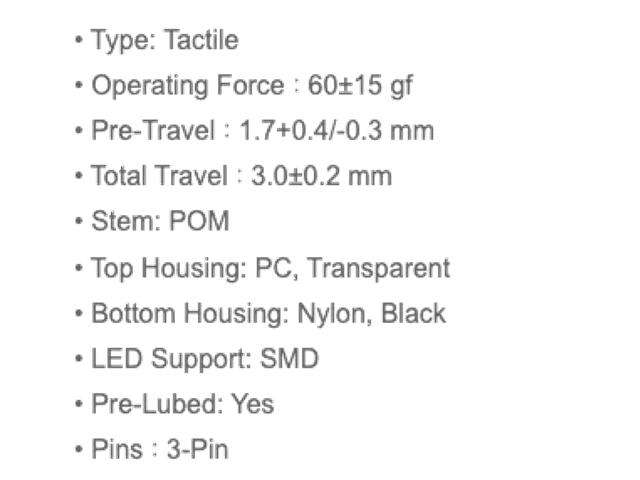 • Type: Tactile
• Operating Force：60±15 gf
• Pre-Travel：1.7+0.4/-0.3 mm
• Total Travel：3.0±0.2 mm
• Stem: POM
• Top Housing: PC, Transparent
• Bottom Housing: Nylon, Black
• LED Support: SMD
• Pre-Lubed: Yes
• Pins：3-Pin